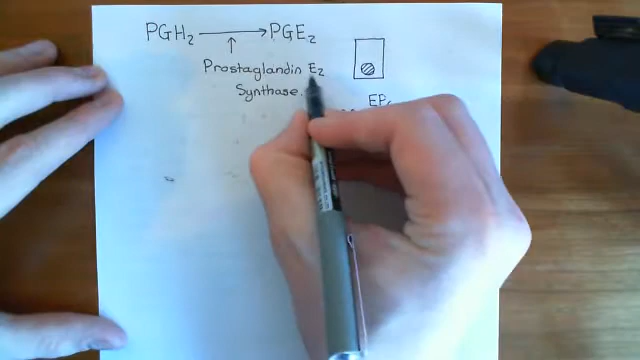 PGH₂ ⟶ PGE₂
Prostaglandin E₂
Synthase.